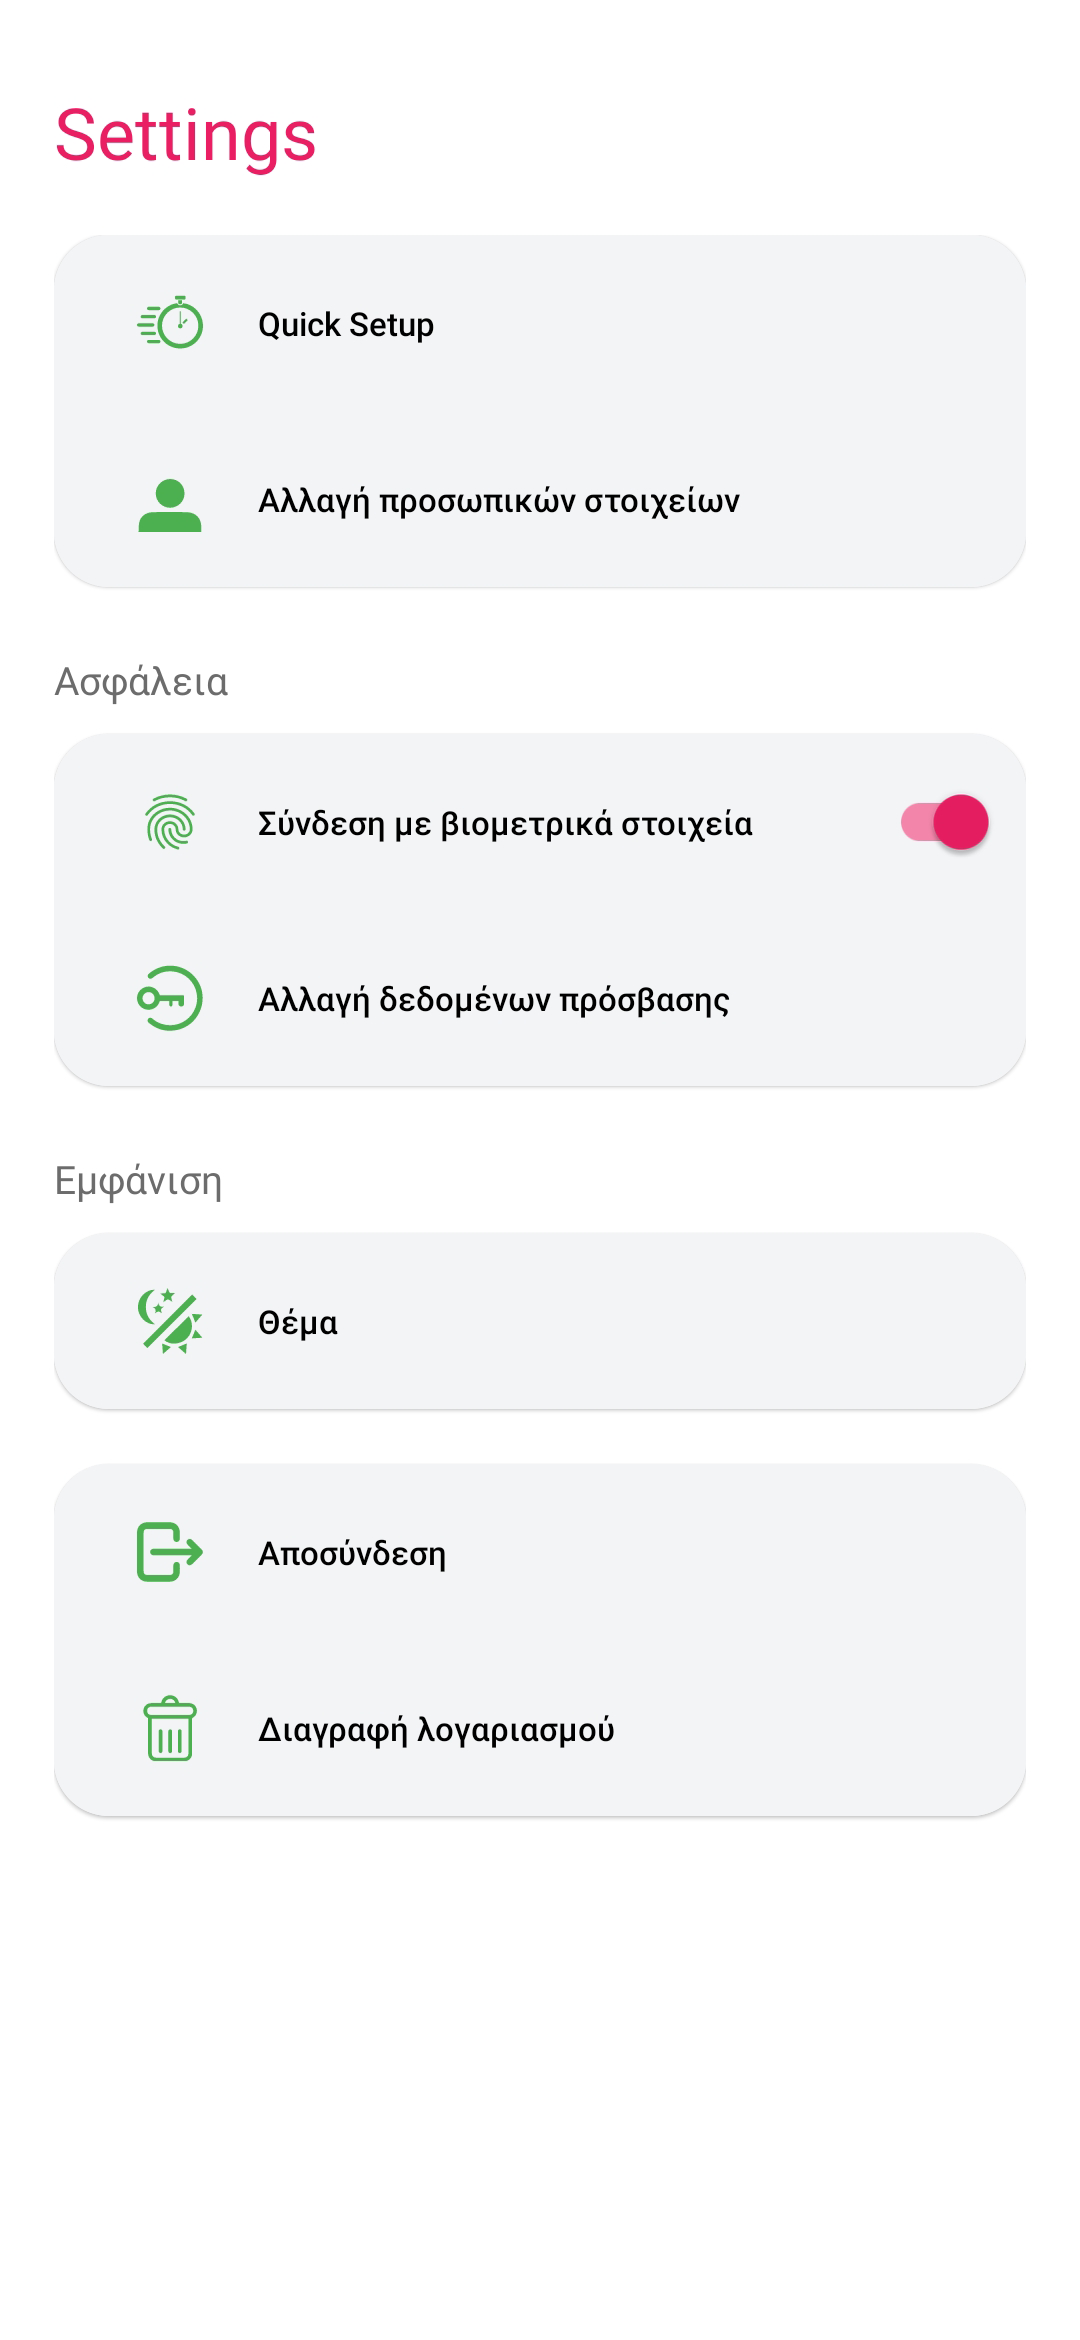 Settings
Quick Setup
Αλλαγή προσωπικών στοιχείων
Ασφάλεια
Σύνδεση με βιομετρικά στοιχεία
Αλλαγή δεδομένων πρόσβασης
Εμφάνιση
Θέμα
Αποσύνδεση
Διαγραφή λογαριασμού